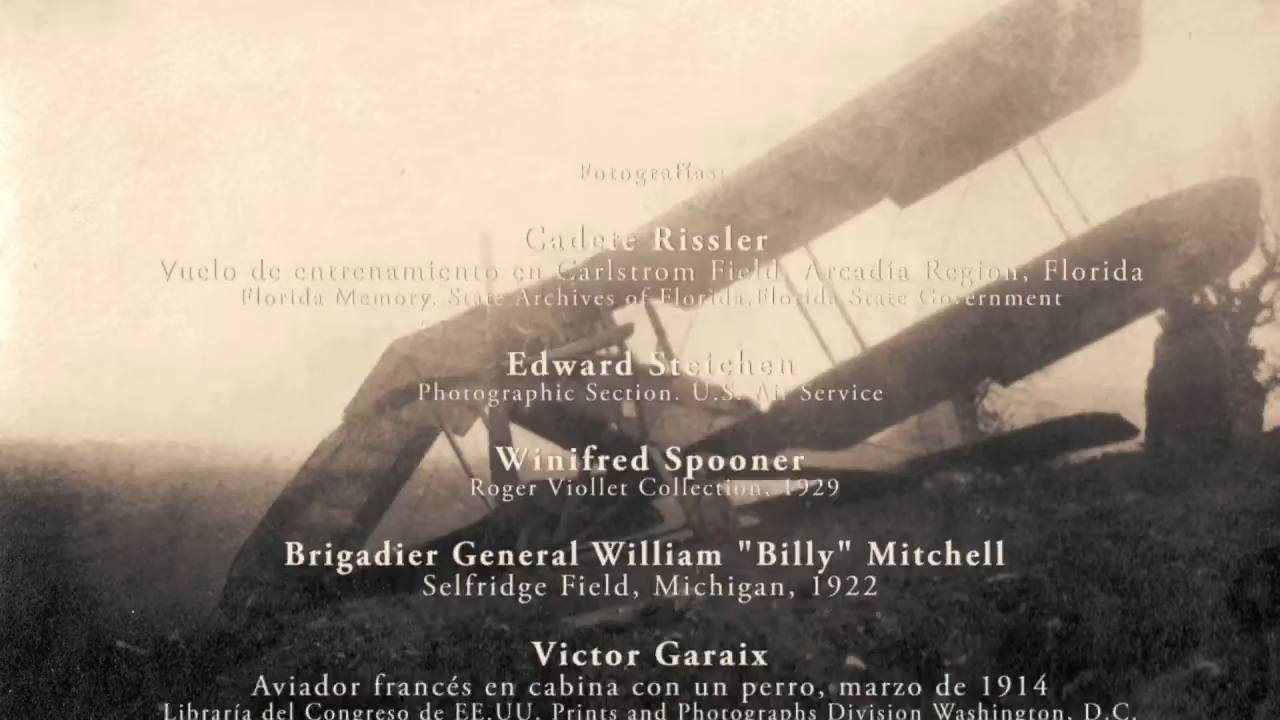 Fotografías:
Cadete Rissler
Vuelo de entrenamiento en Carlstrom Field, Arcadia Region, Florida
Florida Memory. State Archives of Florida.Florida State Government
Edward Steichen
Photographic Section. U.S. Air Service
Winifred Spooner
Roger Viollet Collection, 1929
Brigadier General William "Billy" Mitchell
Selfridge Field, Michigan, 1922
Victor Garaix
Aviador francés en cabina con un perro, marzo de 1914
Libraría del Congreso de EE.UU. Prints and Photographs Division Washington, D.C.